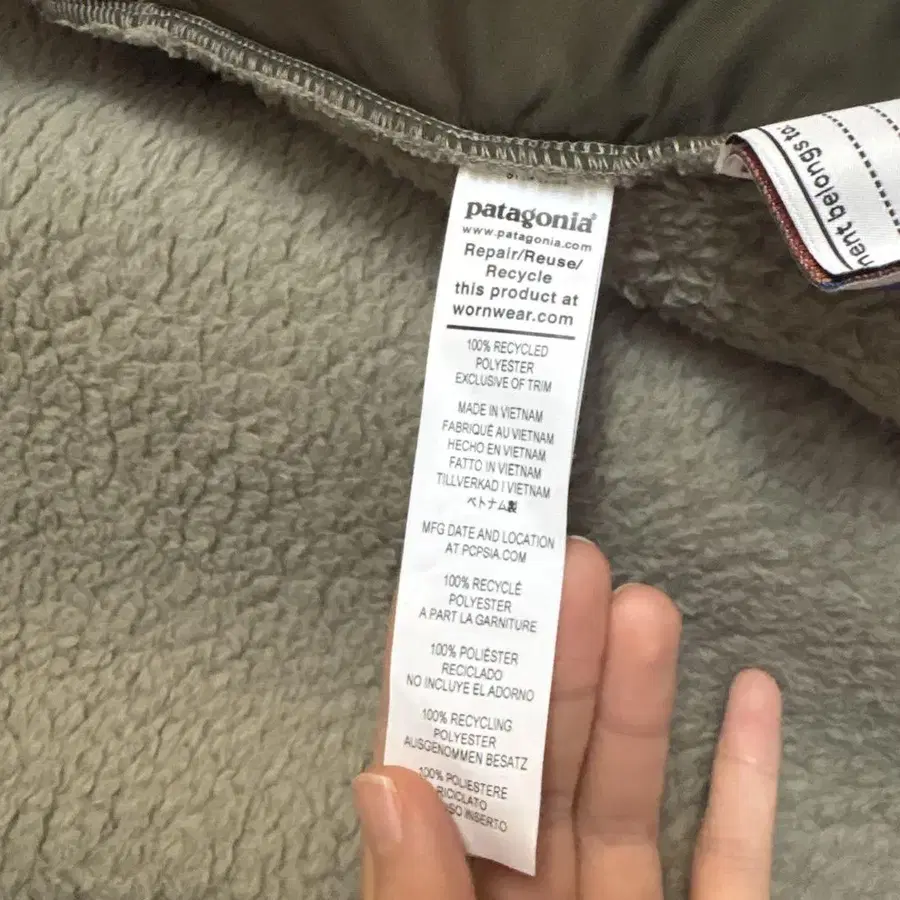 patagonia®
www.patagonia.com
Repair/Reuse/
Recycle
this product at
wornwear.com
100% RECYCLED
POLYESTER
EXCLUSIVE OF TRIM
MADE IN VIETNAM
FABRIQUÉ AU VIETNAM
HECHO EN VIETNAM
FATTO IN VIETNAM
TILLVERKAD I VIETNAM
ベトナム製
MFG DATE AND LOCATION
AT PCPSIA.COM
100% RECYCLÉ
POLYESTER
A PART LA GARNITURE
100% POLIÉSTER
RECICLADO
NO INCLUYE EL ADORNO
100% RECYCLING
POLYESTER
AUSGENOMMEN BESATZ
100% POLIESTERE
RICICLATO
INSERTO
belongs to